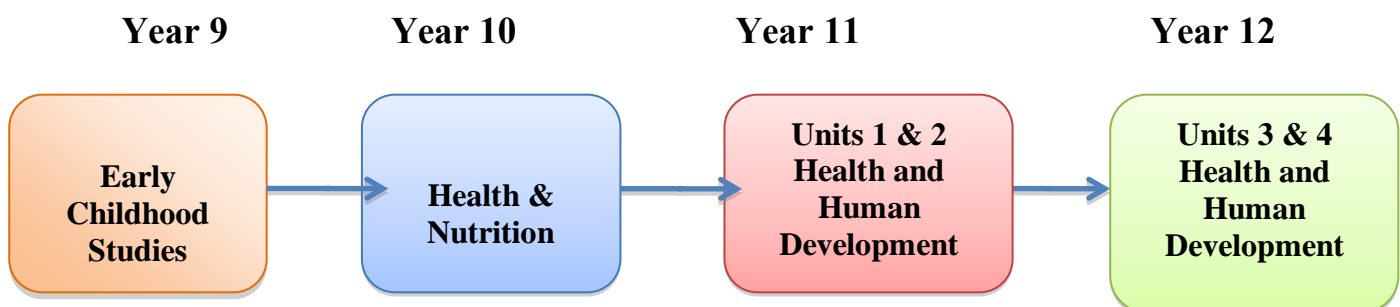 Year 9
Year 10
Year 11
Year 12
Early
Childhood
Studies
Health &
Nutrition
Units 1 & 2
Health and
Human
Development
Units 3 & 4
Health and
Human
Development